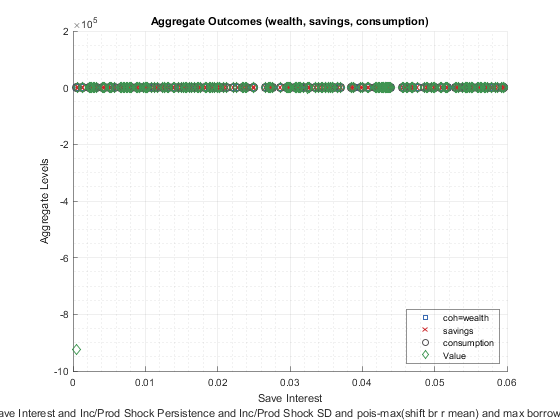 Aggregate Outcomes (wealth, savings, consumption)
×10^5
2
0
-2
-4
-6
-8
-10
Aggregate Levels
0
0.01
0.02
0.03
0.04
0.05
0.06
Save Interest
coh=wealth
savings
consumption
Value
ave Interest and Inc/Prod Shock Persistence and Inc/Prod Shock SD and pois-max(shift br r mean) and max borrow